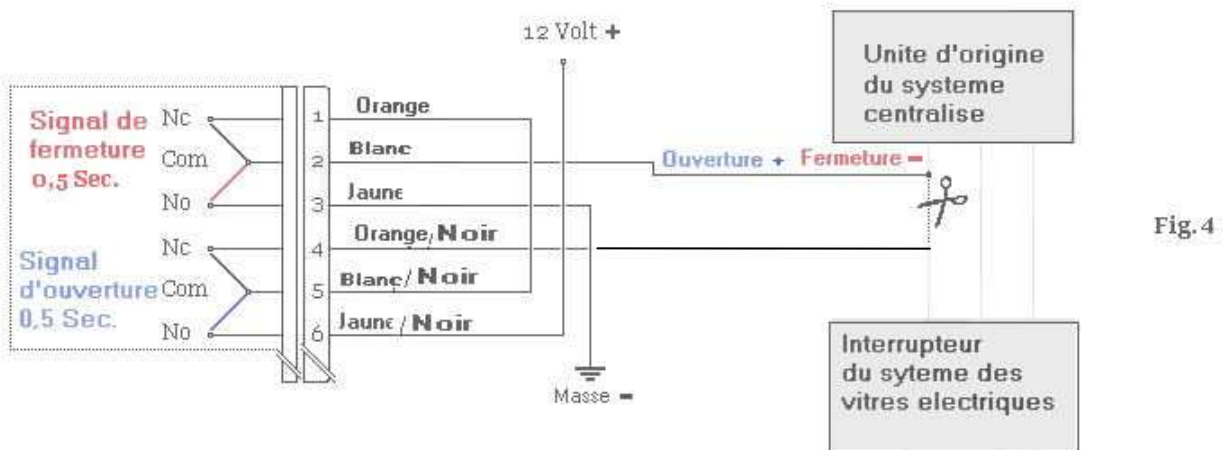 12 Volt +
Unite d'origine
du systeme
centralise
Signal de
fermeture
0,5 Sec.
Nc
Com
No
1
2
3
Orange
Blanc
Jaune
Ouverture + Fermeture -
Signal
d'ouverture
0,5 Sec.
Nc
Com
No
4
5
6
Orange/Noir
Blanc/Noir
Jaune/Noir
Masse -
Fig. 4
Interrupteur
du syteme des
vitres electriques